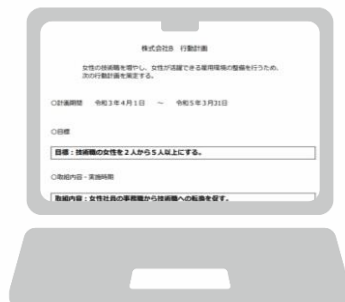 株式会社B 行動計画
女性の技術職を増やし、女性が活躍できる雇用環境の整備を行うため、
次の行動計画を策定する。
○計画期間 令和3年4月1日 ～ 令和5年3月31日
○目標
目標：技術職の女性を2人から5人以上にする。
○取組内容・実施時期
取組内容：女性社員の事務職から技術職への転換を促す。